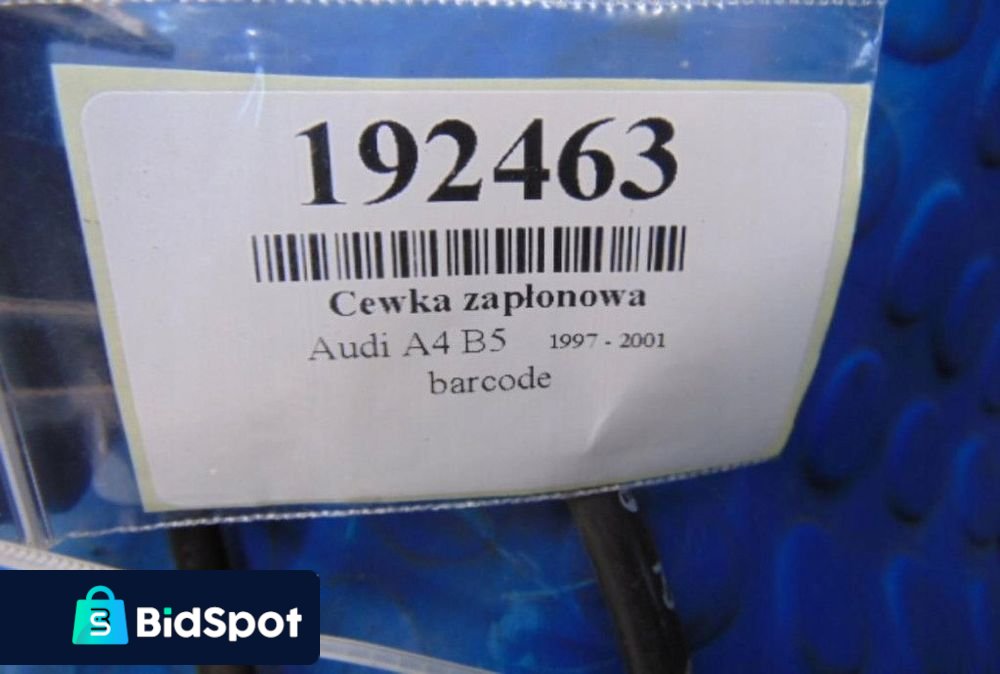 192463
Cewka zapłonowa
Audi A4 B5 1997 - 2001
barcode
BidSpot